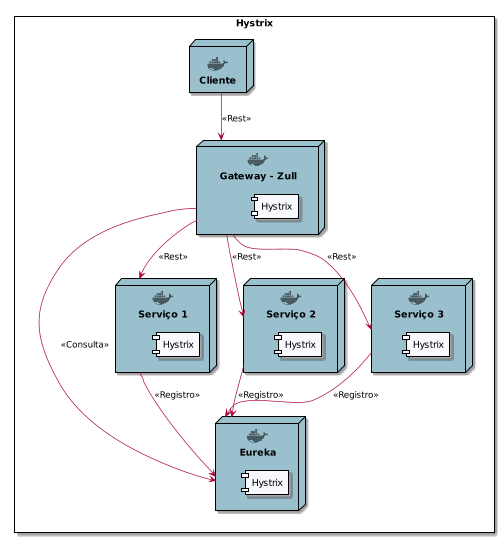 Hystrix
Cliente
«Rest»
Gateway - Zull
Hystrix
«Rest»
«Rest»
«Rest»
Serviço 1
Hystrix
Serviço 2
Hystrix
Serviço 3
Hystrix
«Consulta»
«Registro»
«Registro»
«Registro»
Eureka
Hystrix